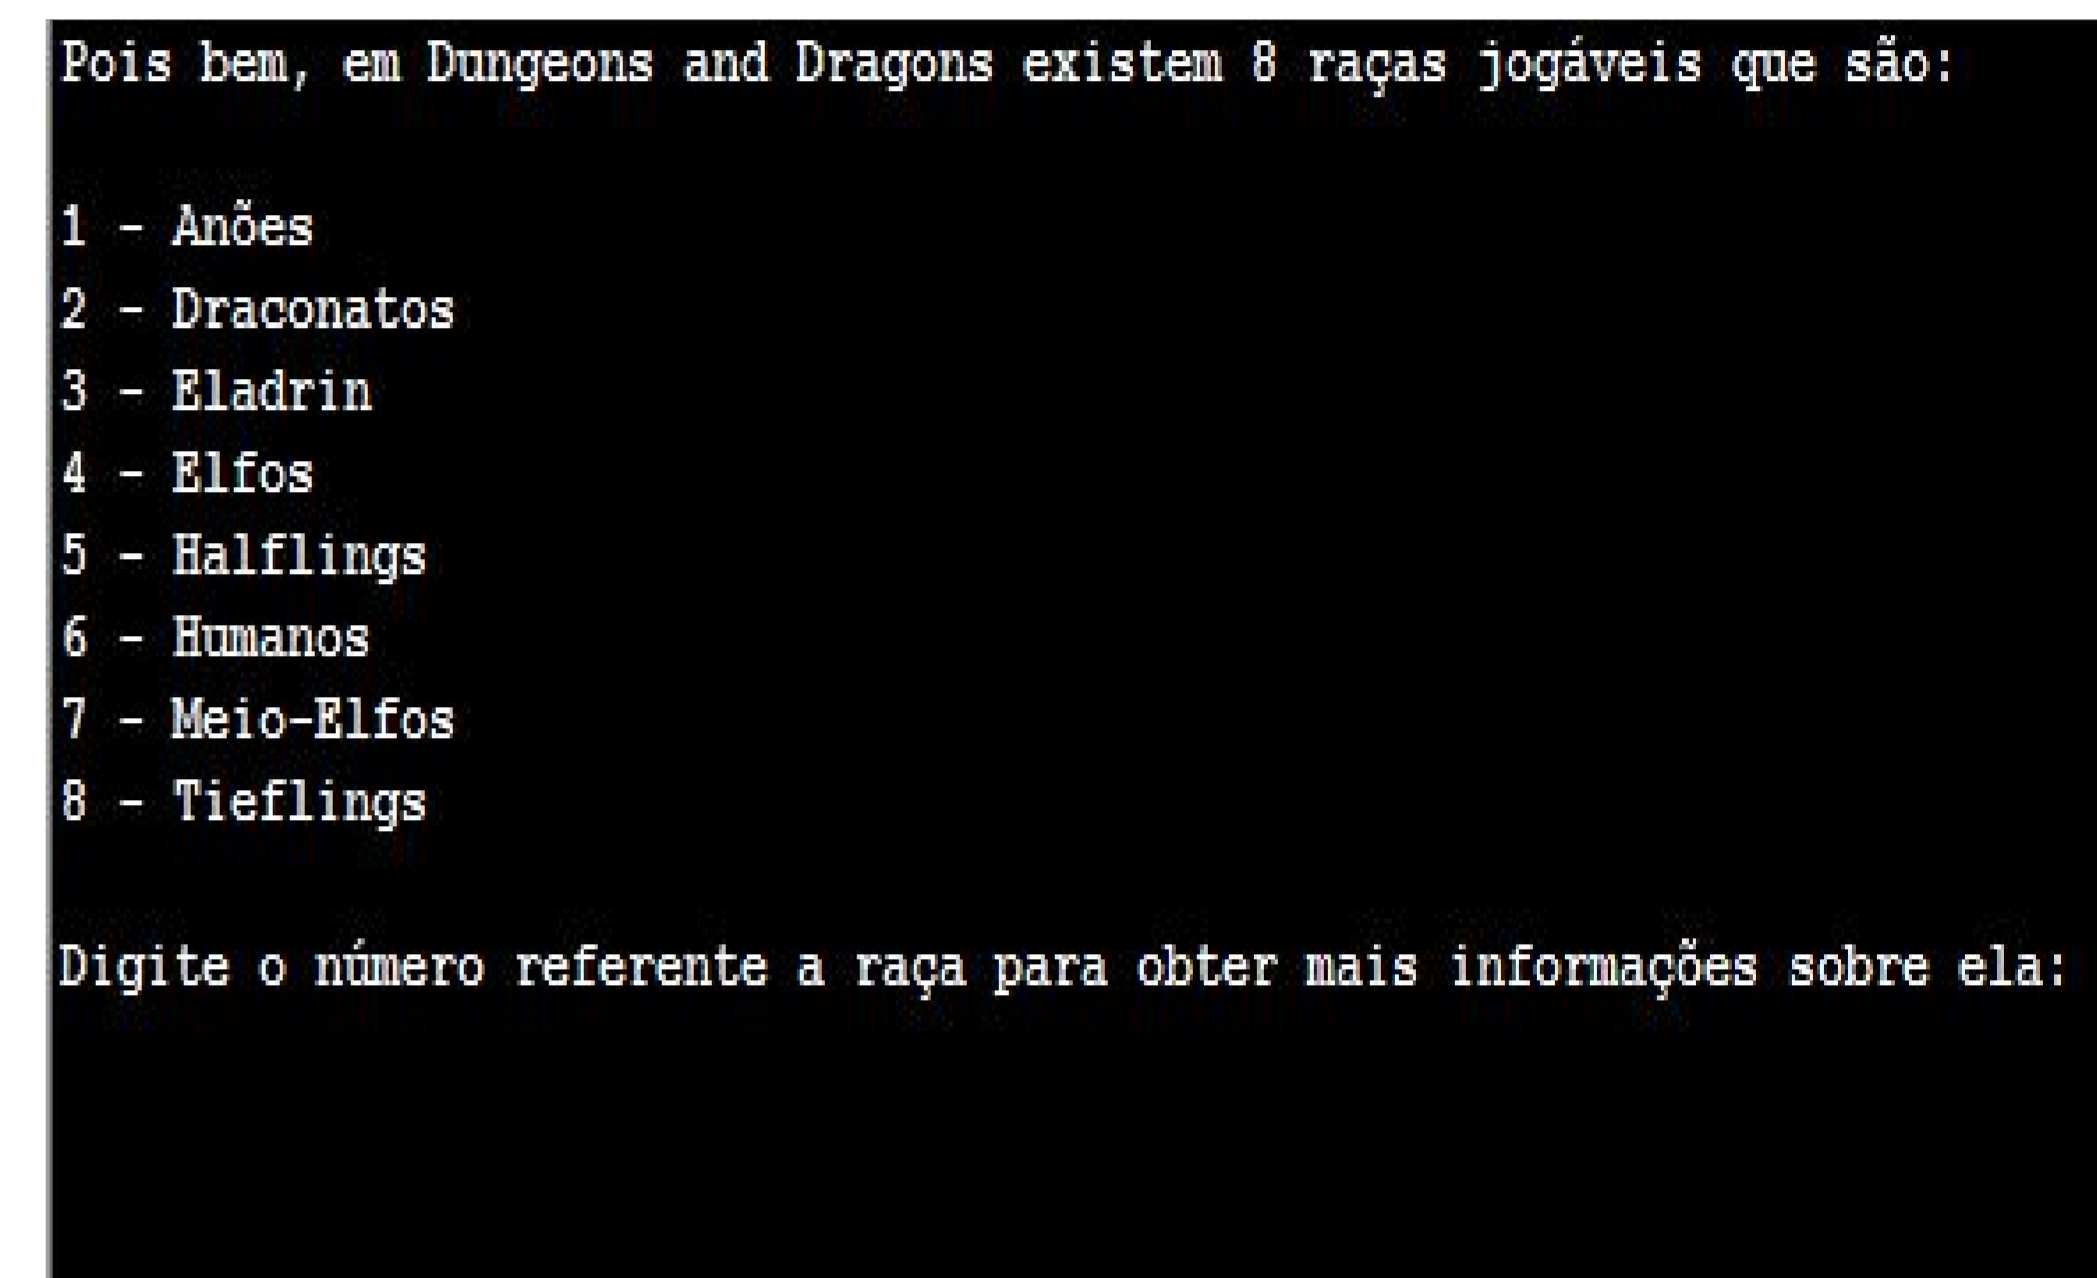 Pois bem, em Dungeons and Dragons existem 8 raças jogáveis que são:
1 - Anões
2 - Draconatos
3 - Eladrin
4 - Elfos
5 - Halflings
6 - Humanos
7 - Meio-Elfos
8 - Tieflings
Digite o número referente a raça para obter mais informações sobre ela: